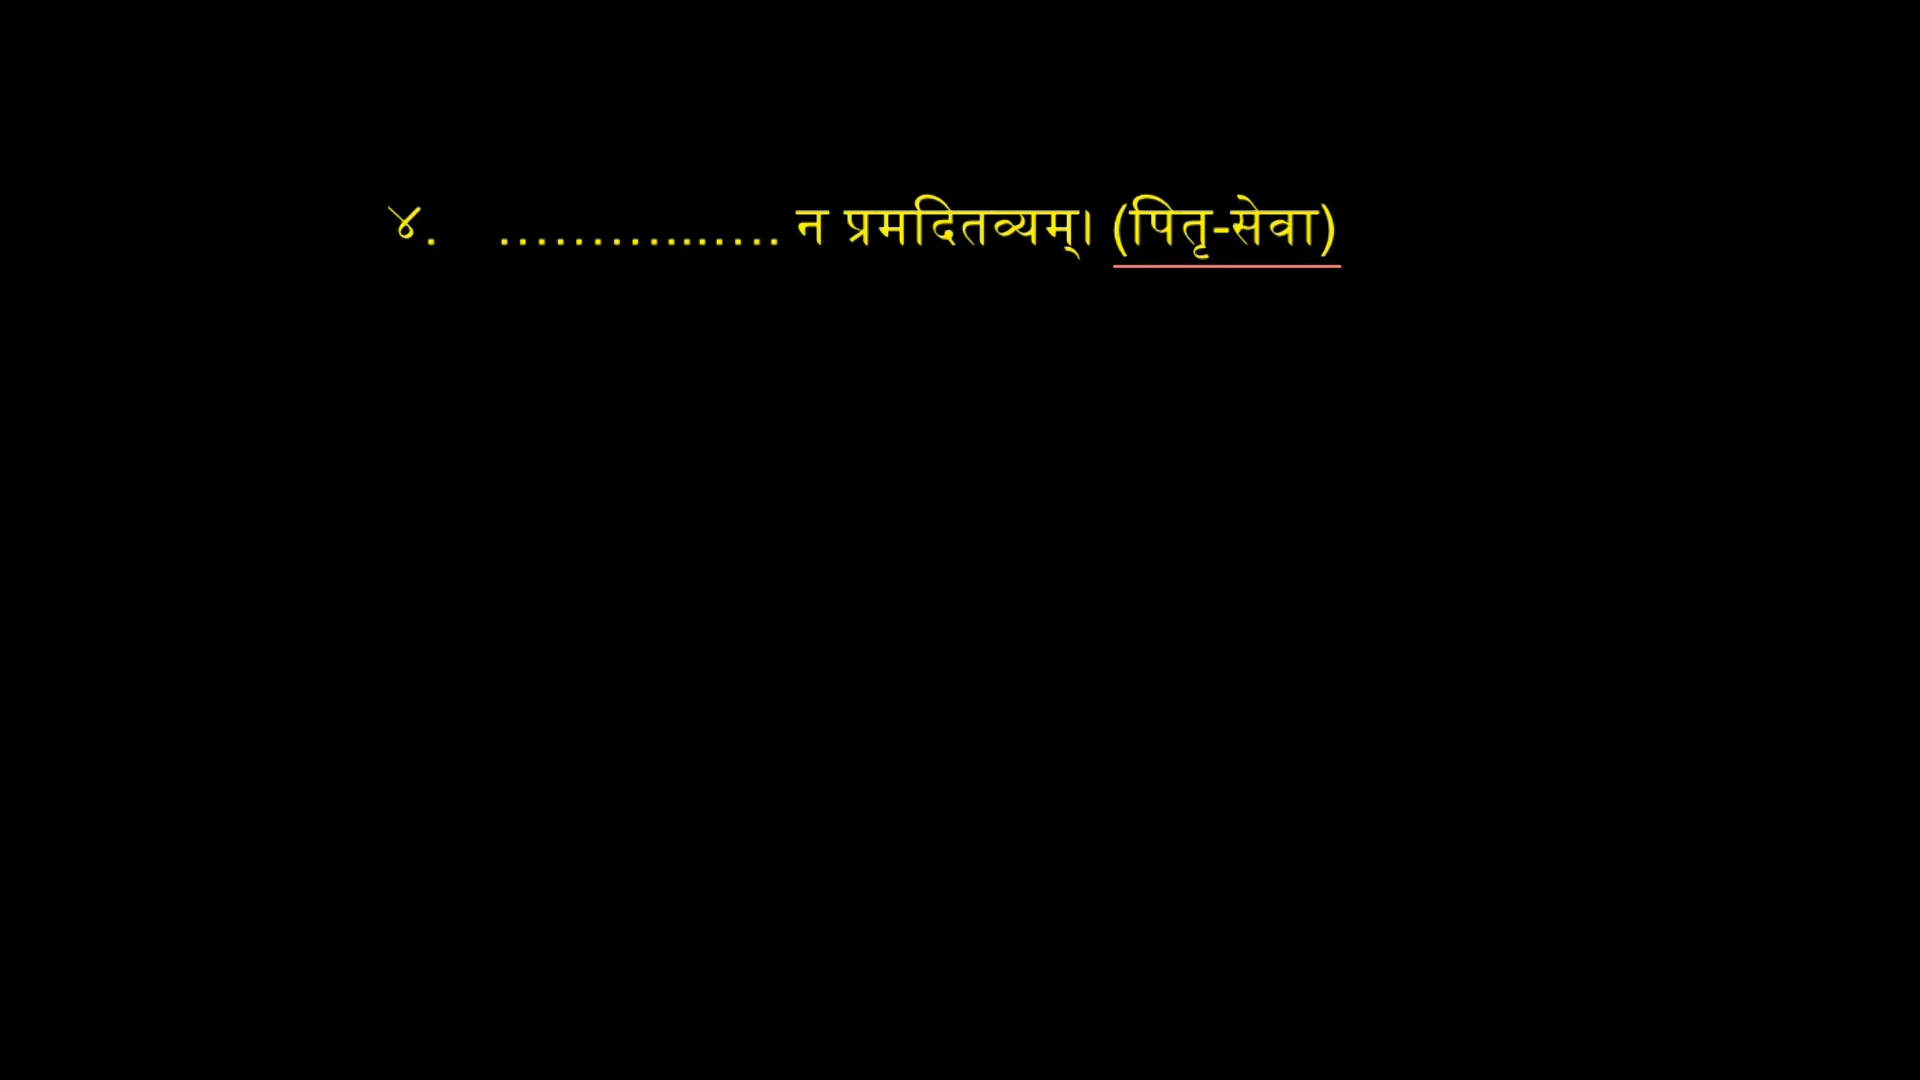 ४. .................. न प्रमदितव्यम्। (पितृ-सेवा)